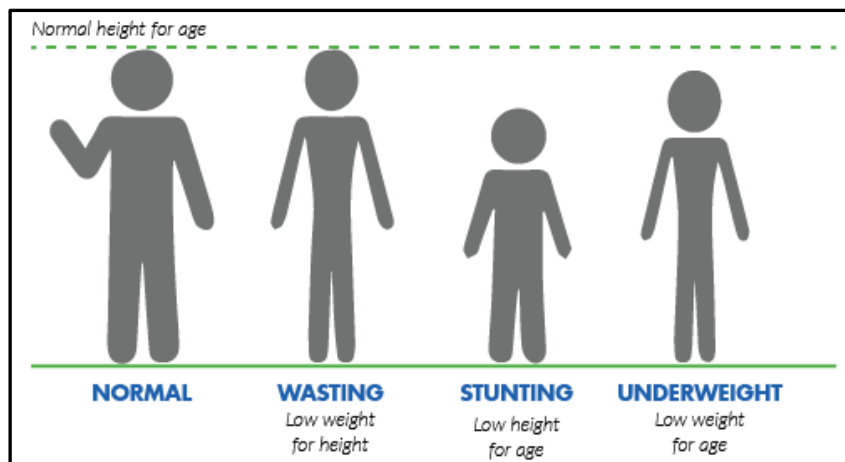 Normal height for age
NORMAL
WASTING
Low weight
for height
STUNTING
Low height
for age
UNDERWEIGHT
Low weight
for age